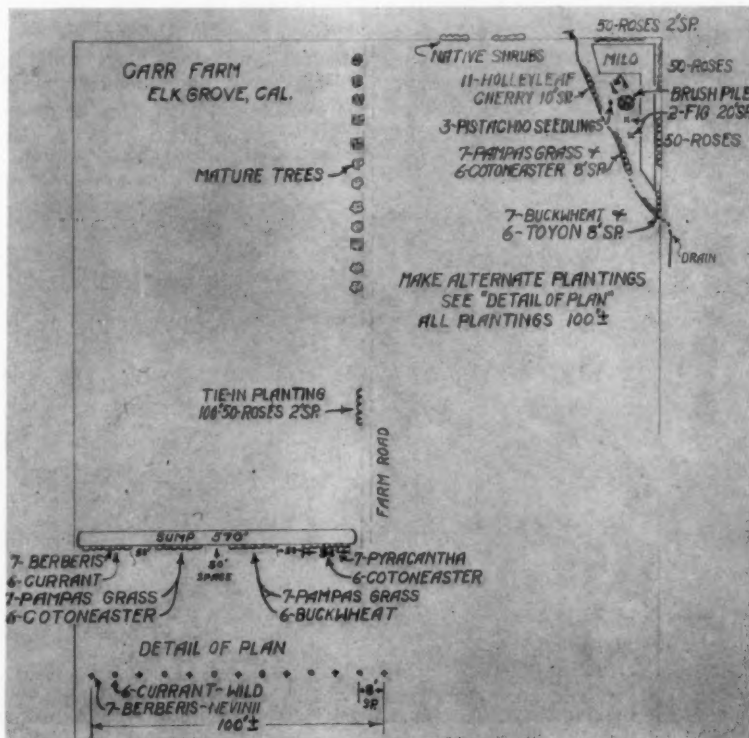 CARR FARM
ELK GROVE, CAL.
MATURE TREES
NATIVE SHRUBS
50-ROSES 2'SP.
MILO
50-ROSES
11-HOLLEYLEAF
CHERRY 10'SP.
BRUSH PILE
2-FIG 20'SP.
3-PISTACHOO SEEDLINGS
50-ROSES
7-PAMPAS GRASS &
6-COTONEASTER 8'SP.
7-BUCKWHEAT &
6-TOYON 8'SP.
DRAIN
MAKE ALTERNATE PLANTINGS
SEE "DETAIL OF PLAN"
ALL PLANTINGS 100'±
TIE-IN PLANTING
100' 50-ROSES 2'SP.
FARM ROAD
SUMP 570'
50'
SPACE
7-BERBERIS
6-CURRANT
7-PAMPAS GRASS
6-COTONEASTER
7-PAMPAS GRASS
6-BUCKWHEAT
7-PYRACANTHA
6-COTONEASTER
DETAIL OF PLAN
6-CURRANT-WILD
7-BERBERIS-NEVINII
8'
SP.
100'±